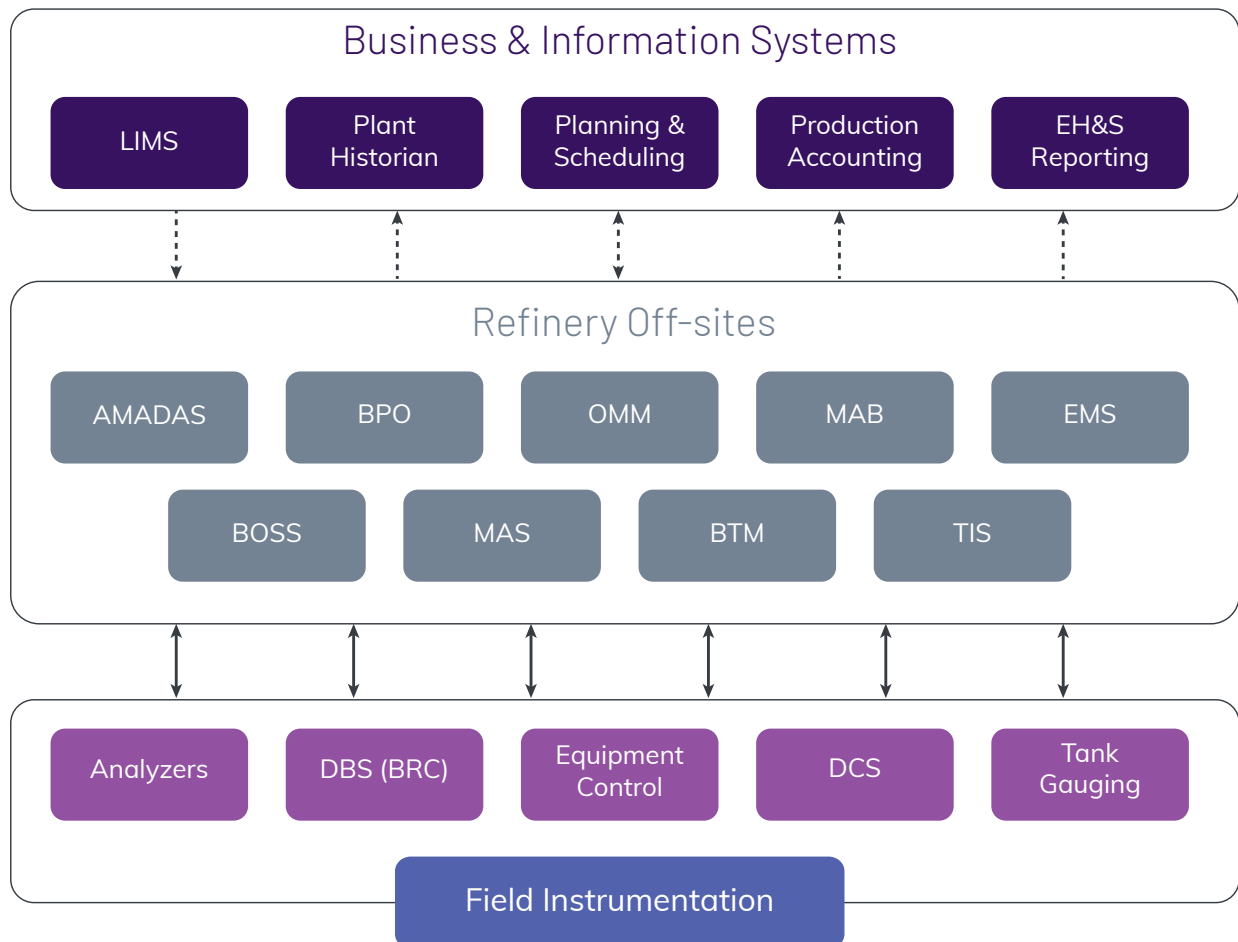 Business & Information Systems
LIMS
Plant
Historian
Planning &
Scheduling
Production
Accounting
EH&S
Reporting
Refinery Off-sites
AMADAS
BPO
OMM
MAB
EMS
BOSS
MAS
BTM
TIS
Analyzers
DBS (BRC)
Equipment
Control
DCS
Tank
Gauging
Field Instrumentation